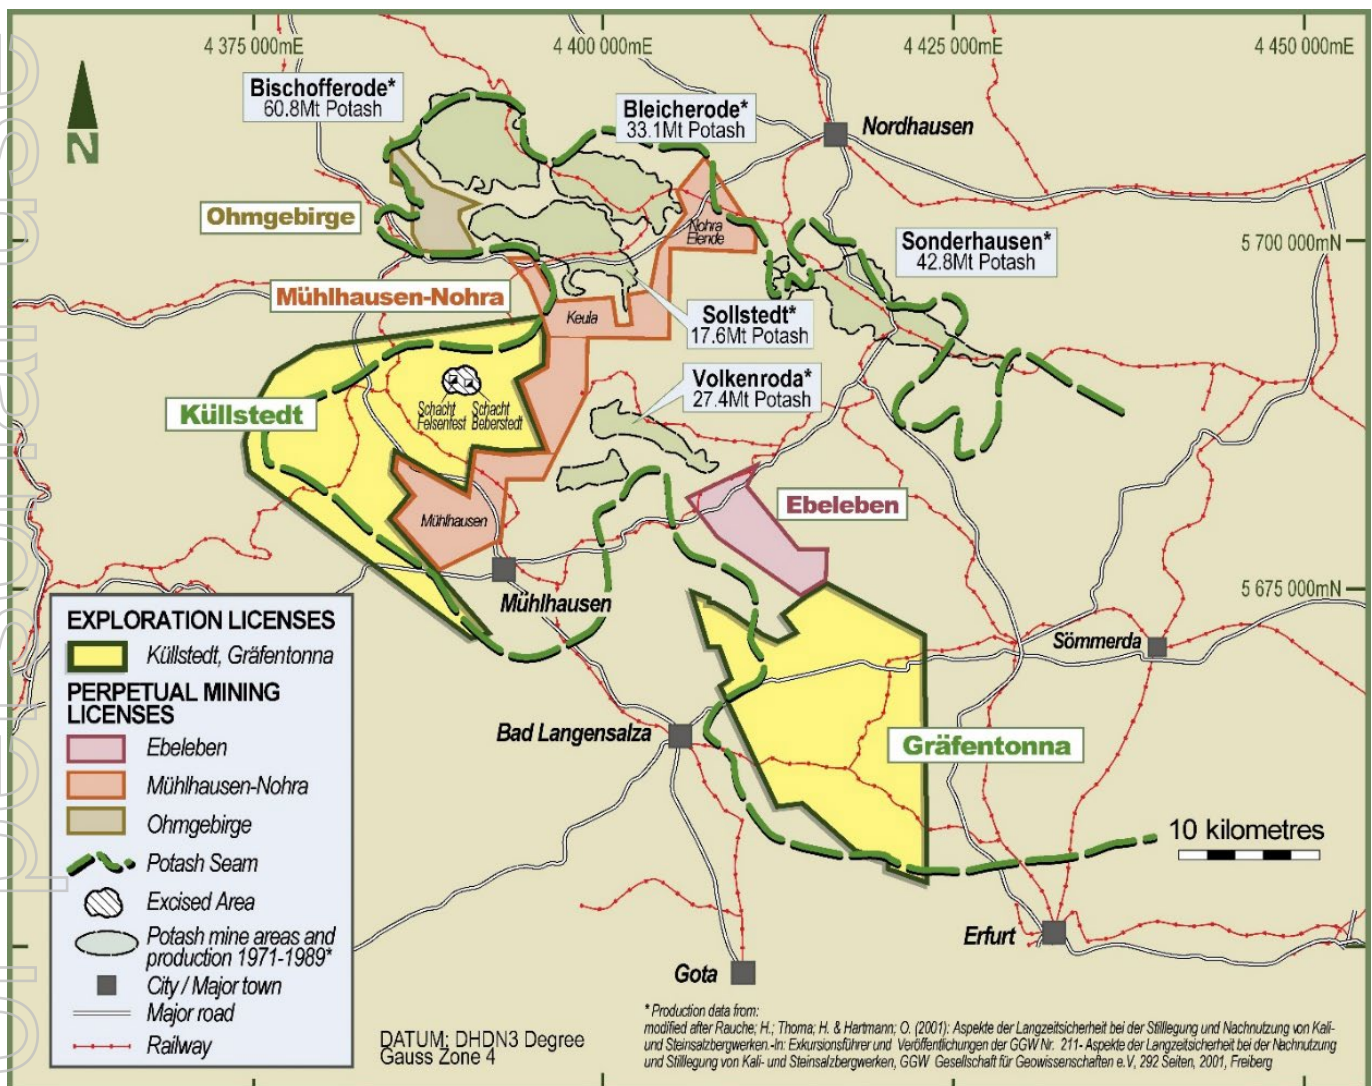 4 375 000mE
4 400 000mE
4 425 000mE
4 450 000mE
Bischofferode*
60.8Mt Potash
Bleicherode*
33.1Mt Potash
Nordhausen
N
Ohmgebirge
Nohra
Elende
Sonderhausen*
42.8Mt Potash
5 700 000mN
Mühlhausen-Nohra
Keula
Sollstedt*
17.6Mt Potash
Volkenroda*
27.4Mt Potash
Küllstedt
Schacht
Felsenfest
Schacht
Beberstedt
Ebeleben
Mühlhausen
Mühlhausen
5 675 000mN
Sömmerda
Bad Langensalza
Gräfentonna
10 kilometres
Erfurt
Gota
EXPLORATION LICENSES
Küllstedt, Gräfentonna
PERPETUAL MINING
LICENSES
Ebeleben
Mühlhausen-Nohra
Ohmgebirge
Potash Seam
Excised Area
Potash mine areas and
production 1971-1989*
City / Major town
Major road
Railway
DATUM: DHDN3 Degree
Gauss Zone 4
* Production data from:
modified after Rauche, H.; Thoma, H. & Hartmann, O. (2001): Aspekte der Langzeitsicherheit bei der Stilllegung und Nachnutzung von Kali-
und Steinsalzbergwerken.-In: Exkursionsführer und Veröffentlichungen der GGW Nr. 211- Aspekte der Langzeitsicherheit bei der Nachnutzung
und Stilllegung von Kali- und Steinsalzbergwerken, GGW Gesellschaft für Geowissenschaften e.V, 292 Seiten, 2001, Freiberg